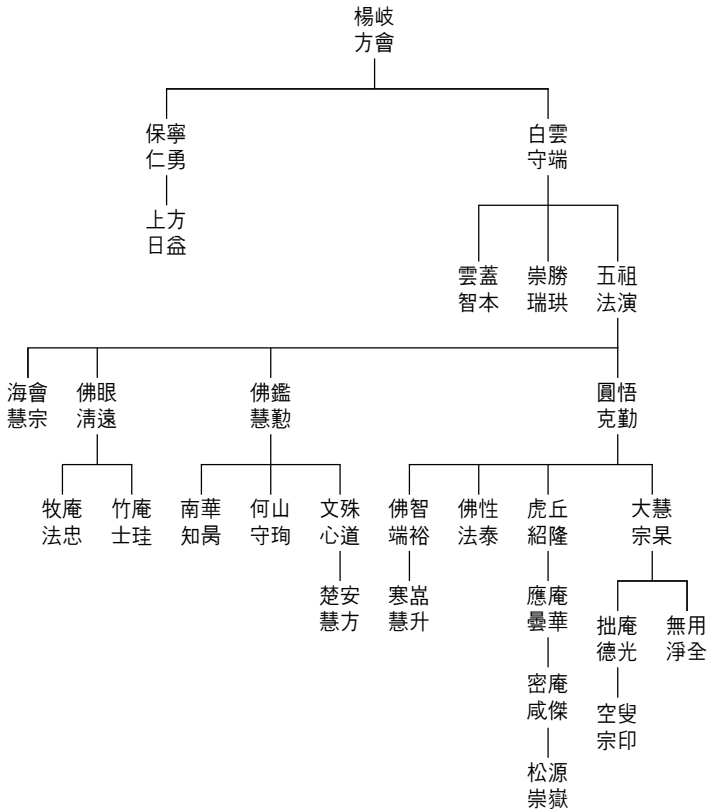 楊岐
方會
保寧
仁勇
白雲
守端
上方
日益
雲蓋
智本
崇勝
瑞珙
五祖
法演
海會
慧宗
佛眼
淸遠
佛鑑
慧懃
圓悟
克勤
牧庵
法忠
竹庵
士珪
南華
知昺
何山
守珣
文殊
心道
佛智
端裕
佛性
法泰
虎丘
紹隆
大慧
宗杲
楚安
慧方
寒嵓
慧升
應庵
曇華
拙庵
德光
無用
淨全
密庵
咸傑
空叟
宗印
松源
崇嶽